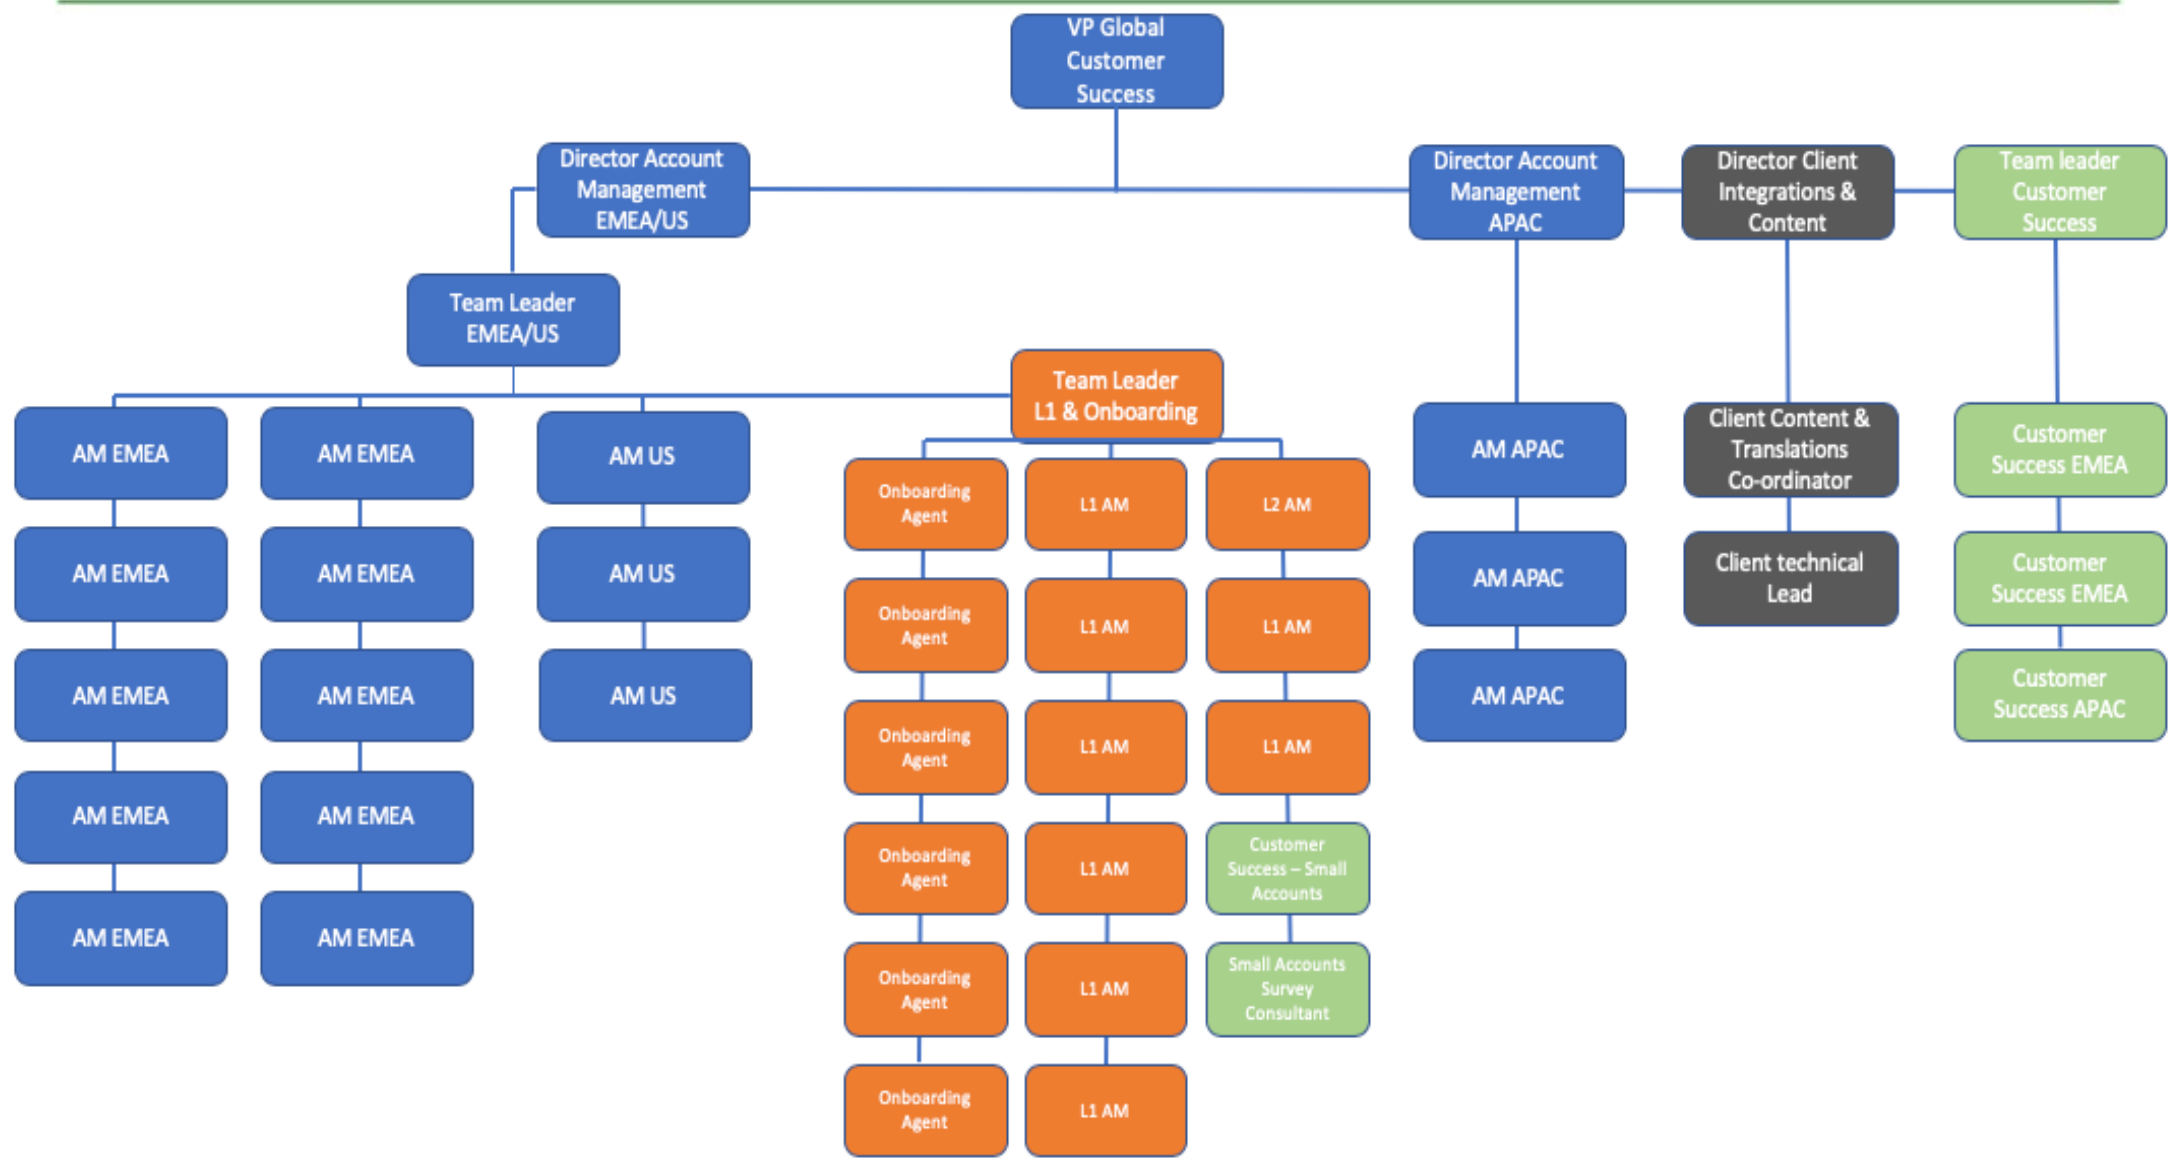 VP Global
Customer
Success
Director Account
Management
EMEA/US
Director Account
Management
APAC
Director Client
Integrations &
Content
Team leader
Customer
Success
Team Leader
EMEA/US
Team Leader
L1 & Onboarding
AM EMEA
AM EMEA
AM EMEA
AM EMEA
AM EMEA
AM EMEA
AM EMEA
AM EMEA
AM EMEA
AM EMEA
AM US
AM US
AM US
Onboarding
Agent
Onboarding
Agent
Onboarding
Agent
Onboarding
Agent
Onboarding
Agent
Onboarding
Agent
L1 AM
L1 AM
L1 AM
L1 AM
L1 AM
L1 AM
L2 AM
L1 AM
L1 AM
Customer
Success – Small
Accounts
Small Accounts
Survey
Consultant
AM APAC
AM APAC
AM APAC
Client Content &
Translations
Co-ordinator
Client technical
Lead
Customer
Success EMEA
Customer
Success EMEA
Customer
Success APAC